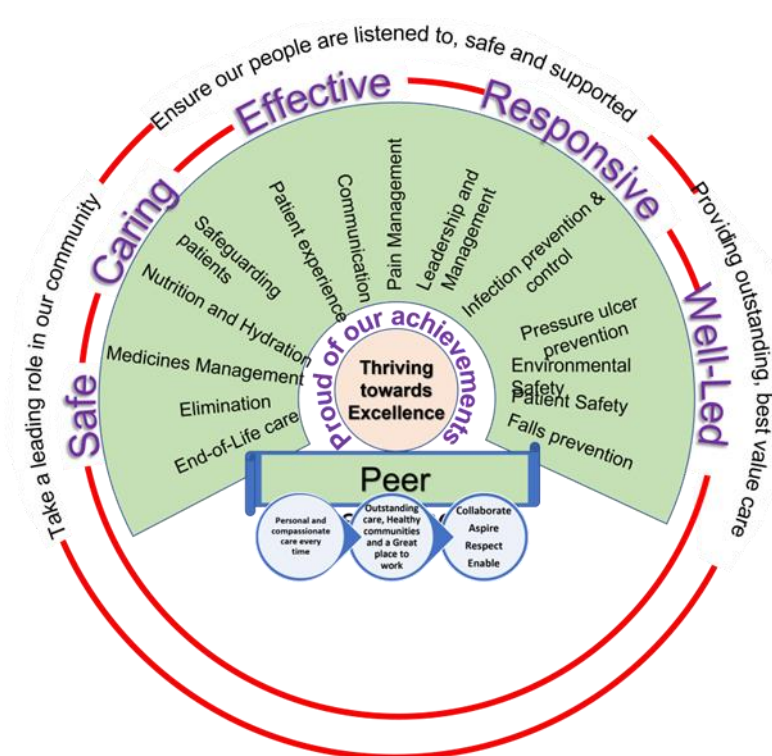 Ensure our people are listened to, safe and supported
Take a leading role in our community
Providing outstanding, best value care
Safe
Caring
Effective
Responsive
Well-Led
End-of-Life care
Elimination
Medicines Management
Nutrition and Hydration
Safeguarding
patients
Patient experience
Communication
Pain Management
Leadership and
Management
Infection prevention &
control
Pressure ulcer
prevention
Environmental
Safety
Patient Safety
Falls prevention
Proud of our achievements
Thriving
towards
Excellence
Peer
Personal and
compassionate
care every
time
Outstanding
care, Healthy
communities
and a Great
place to
work
Collaborate
Aspire
Respect
Enable